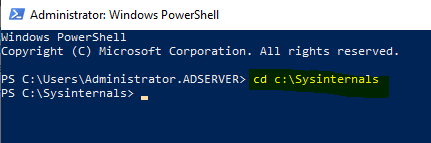 Administrator: Windows PowerShell
Windows PowerShell
Copyright (C) Microsoft Corporation. All rights reserved.
PS C:\Users\Administrator.ADSERVER> cd c:\Sysinternals
PS C:\Sysinternals>